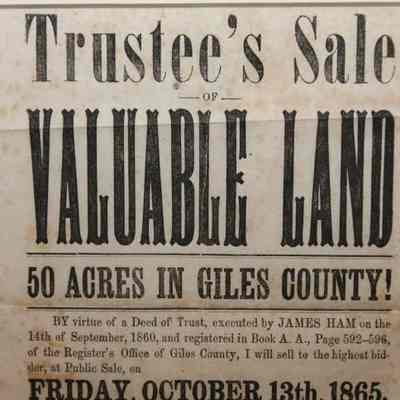 Trustee's Sale
— OF —
VALUABLE LAND
50 ACRES IN GILES COUNTY!
BY virtue of a Deed of Trust, executed by JAMES HAM on the
14th of September, 1860, and registered in Book A. A., Page 592-596,
of the Register's Office of Giles County, I will sell to the highest bid-
der, at Public Sale, on
FRIDAY, OCTOBER 13th, 1865,